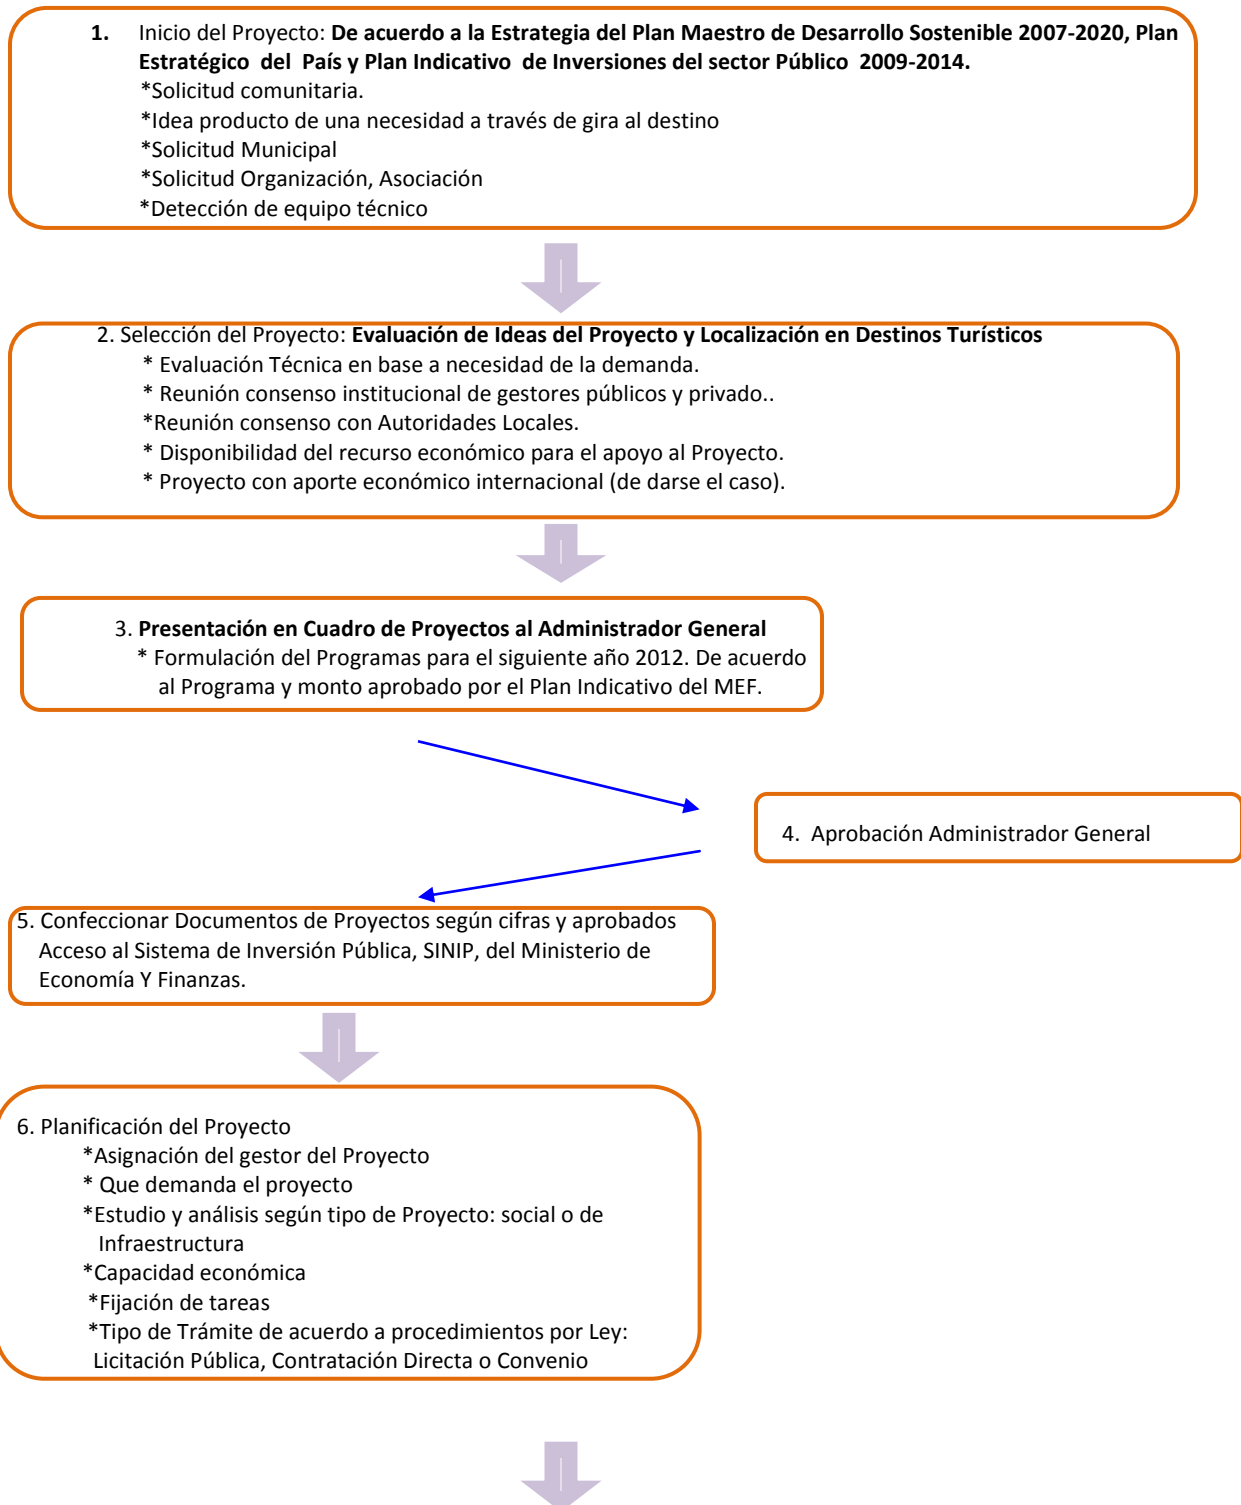 1. Inicio del Proyecto: De acuerdo a la Estrategia del Plan Maestro de Desarrollo Sostenible 2007-2020, Plan
Estratégico del País y Plan Indicativo de Inversiones del sector Público 2009-2014.
*Solicitud comunitaria.
*Idea producto de una necesidad a través de gira al destino
*Solicitud Municipal
*Solicitud Organización, Asociación
*Detección de equipo técnico
2. Selección del Proyecto: Evaluación de Ideas del Proyecto y Localización en Destinos Turísticos
* Evaluación Técnica en base a necesidad de la demanda.
* Reunión consenso institucional de gestores públicos y privado..
*Reunión consenso con Autoridades Locales.
* Disponibilidad del recurso económico para el apoyo al Proyecto.
* Proyecto con aporte económico internacional (de darse el caso).
3. Presentación en Cuadro de Proyectos al Administrador General
* Formulación del Programas para el siguiente año 2012. De acuerdo
al Programa y monto aprobado por el Plan Indicativo del MEF.
4. Aprobación Administrador General
5. Confeccionar Documentos de Proyectos según cifras y aprobados
Acceso al Sistema de Inversión Pública, SINIP, del Ministerio de
Economía Y Finanzas.
6. Planificación del Proyecto
*Asignación del gestor del Proyecto
* Que demanda el proyecto
*Estudio y análisis según tipo de Proyecto: social o de
Infraestructura
*Capacidad económica
*Fijación de tareas
*Tipo de Trámite de acuerdo a procedimientos por Ley:
Licitación Pública, Contratación Directa o Convenio